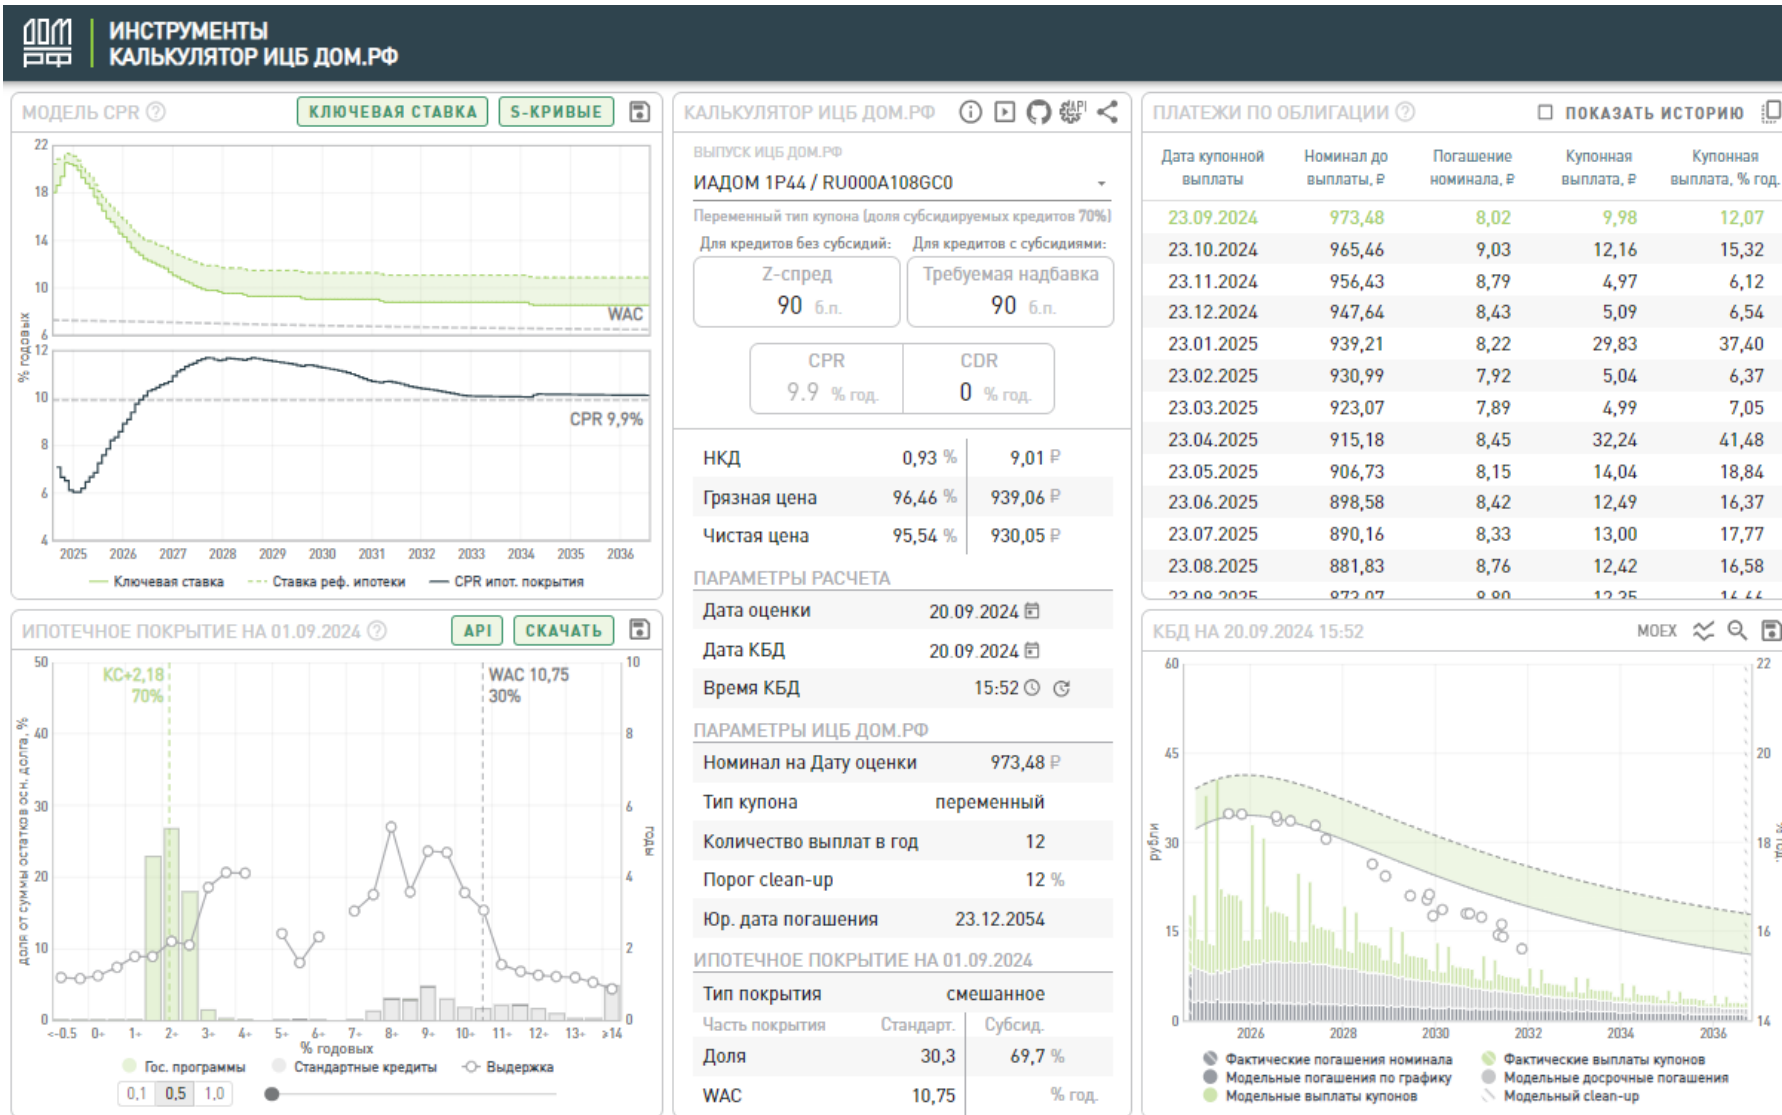 ДОМ
РФ
ИНСТРУМЕНТЫ
КАЛЬКУЛЯТОР ИЦБ ДОМ.РФ
МОДЕЛЬ CPR ?
КЛЮЧЕВАЯ СТАВКА
S-КРИВЫЕ
22
18
14
10
6
WAC
% годовых
12
10
8
6
4
CPR 9,9%
2025 2026 2027 2028 2029 2030 2031 2032 2033 2034 2035 2036
Ключевая ставка Ставка реф. ипотеки CPR ипот. покрытия
ИПОТЕЧНОЕ ПОКРЫТИЕ НА 01.09.2024 ?
API
СКАЧАТЬ
50
40
30
20
10
0
доля от суммы остатков осн. долга, %
КС+2,18
70%
WAC 10,75
30%
10
8
6
4
2
0
годы
<-0.5 0+ 1+ 2+ 3+ 4+ 5+ 6+ 7+ 8+ 9+ 10+ 11+ 12+ 13+ ≥14
% годовых
Гос. программы Стандартные кредиты Выдержка
0,1 0,5 1,0
КАЛЬКУЛЯТОР ИЦБ ДОМ.РФ
API
ВЫПУСК ИЦБ ДОМ.РФ
ИАДОМ 1P44 / RU000A108GC0
Переменный тип купона (доля субсидируемых кредитов 70%)
Для кредитов без субсидий: Для кредитов с субсидиями:
Z-спред
90 б.п.
Требуемая надбавка
90 б.п.
CPR
9.9 % год.
CDR
0 % год.
НКД 0,93 % 9,01 ₽
Грязная цена 96,46 % 939,06 ₽
Чистая цена 95,54 % 930,05 ₽
ПАРАМЕТРЫ РАСЧЕТА
Дата оценки 20.09.2024
Дата КБД 20.09.2024
Время КБД 15:52
ПАРАМЕТРЫ ИЦБ ДОМ.РФ
Номинал на Дату оценки 973,48 ₽
Тип купона переменный
Количество выплат в год 12
Порог clean-up 12 %
Юр. дата погашения 23.12.2054
ИПОТЕЧНОЕ ПОКРЫТИЕ НА 01.09.2024
Тип покрытия смешанное
Часть покрытия Стандарт. Субсид.
Доля 30,3 69,7 %
WAC 10,75 % год.
ПЛАТЕЖИ ПО ОБЛИГАЦИИ ?
ПОКАЗАТЬ ИСТОРИЮ
Дата купонной выплаты Номинал до выплаты, ₽ Погашение номинала, ₽ Купонная выплата, ₽ Купонная выплата, % год.
23.09.2024 973,48 8,02 9,98 12,07
23.10.2024 965,46 9,03 12,16 15,32
23.11.2024 956,43 8,79 4,97 6,12
23.12.2024 947,64 8,43 5,09 6,54
23.01.2025 939,21 8,22 29,83 37,40
23.02.2025 930,99 7,92 5,04 6,37
23.03.2025 923,07 7,89 4,99 7,05
23.04.2025 915,18 8,45 32,24 41,48
23.05.2025 906,73 8,15 14,04 18,84
23.06.2025 898,58 8,42 12,49 16,37
23.07.2025 890,16 8,33 13,00 17,77
23.08.2025 881,83 8,76 12,42 16,58
23.09.2025 873,07 8,80 12,35 16,66
КБД НА 20.09.2024 15:52
MOEX
60
45
30
15
0
рубли
22
20
18
16
14
% год.
2026 2028 2030 2032 2034 2036
Фактические погашения номинала Фактические выплаты купонов
Модельные погашения по графику Модельные досрочные погашения
Модельные выплаты купонов Модельный clean-up